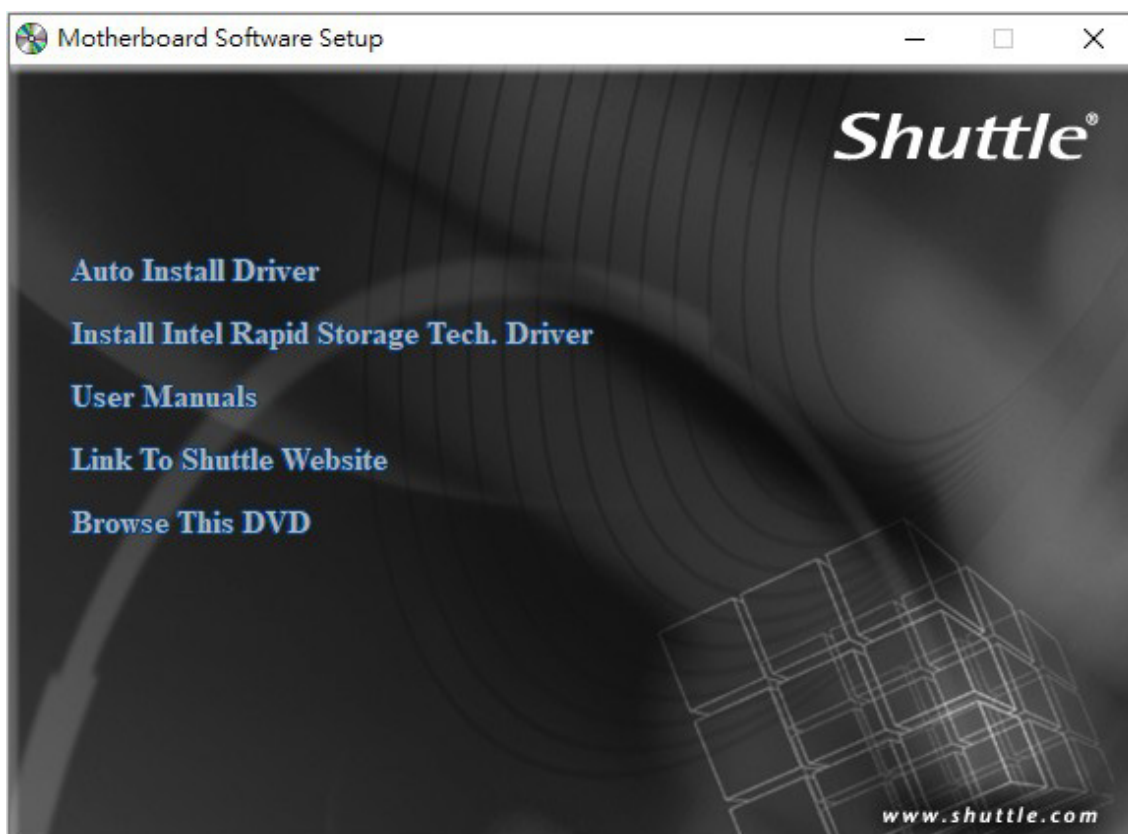 Motherboard Software Setup
Shuttle®
Auto Install Driver
Install Intel Rapid Storage Tech. Driver
User Manuals
Link To Shuttle Website
Browse This DVD
www.shuttle.com